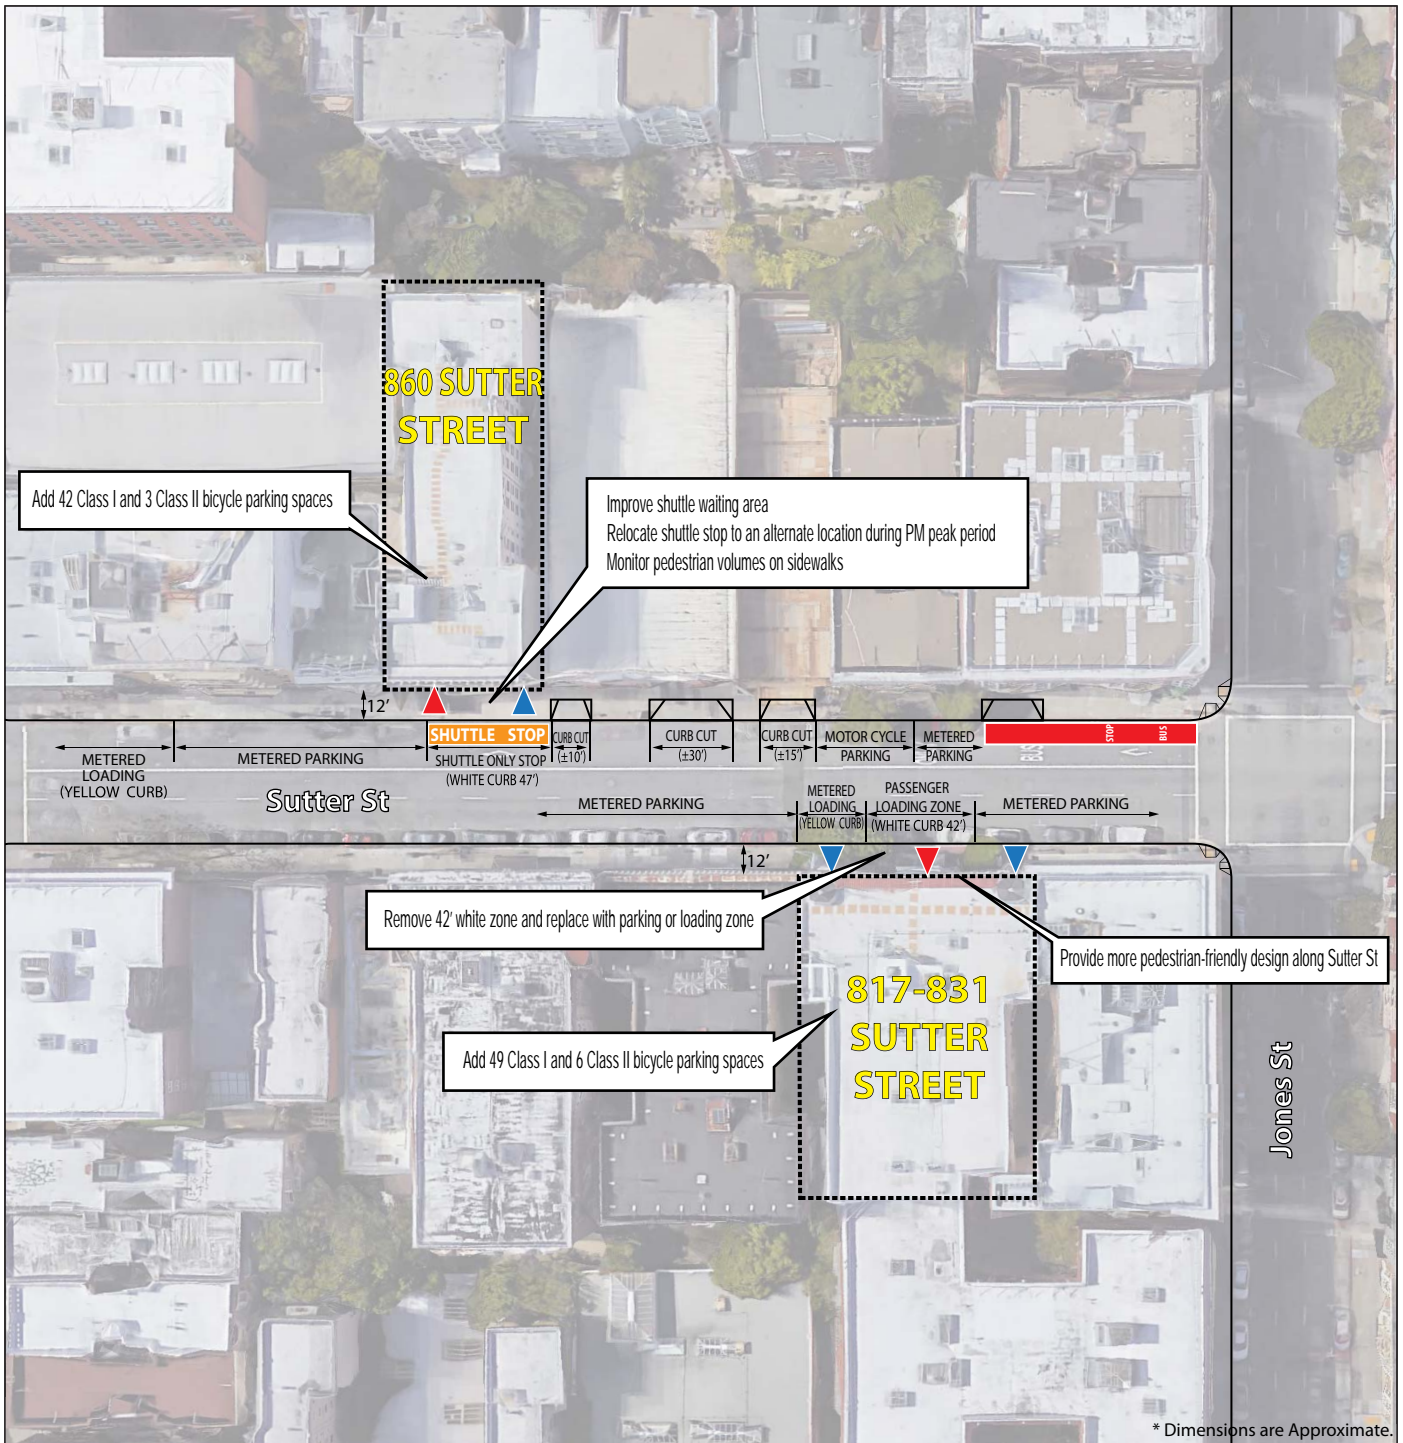 860 SUTTER
STREET
Add 42 Class I and 3 Class II bicycle parking spaces
Improve shuttle waiting area
Relocate shuttle stop to an alternate location during PM peak period
Monitor pedestrian volumes on sidewalks
12'
SHUTTLE STOP
STOP
BUS
METERED
LOADING
(YELLOW CURB)
METERED PARKING
SHUTTLE ONLY STOP
(WHITE CURB 47')
CURB CUT
(±10')
CURB CUT
(±30')
CURB CUT
(±15')
MOTOR CYCLE
PARKING
METERED
PARKING
BUS
Sutter St
METERED PARKING
METERED
LOADING
(YELLOW CURB)
PASSENGER
LOADING ZONE
(WHITE CURB 42')
METERED PARKING
12'
Remove 42' white zone and replace with parking or loading zone
Provide more pedestrian-friendly design along Sutter St
817-831
SUTTER
STREET
Add 49 Class I and 6 Class II bicycle parking spaces
Jones St
* Dimensions are Approximate.